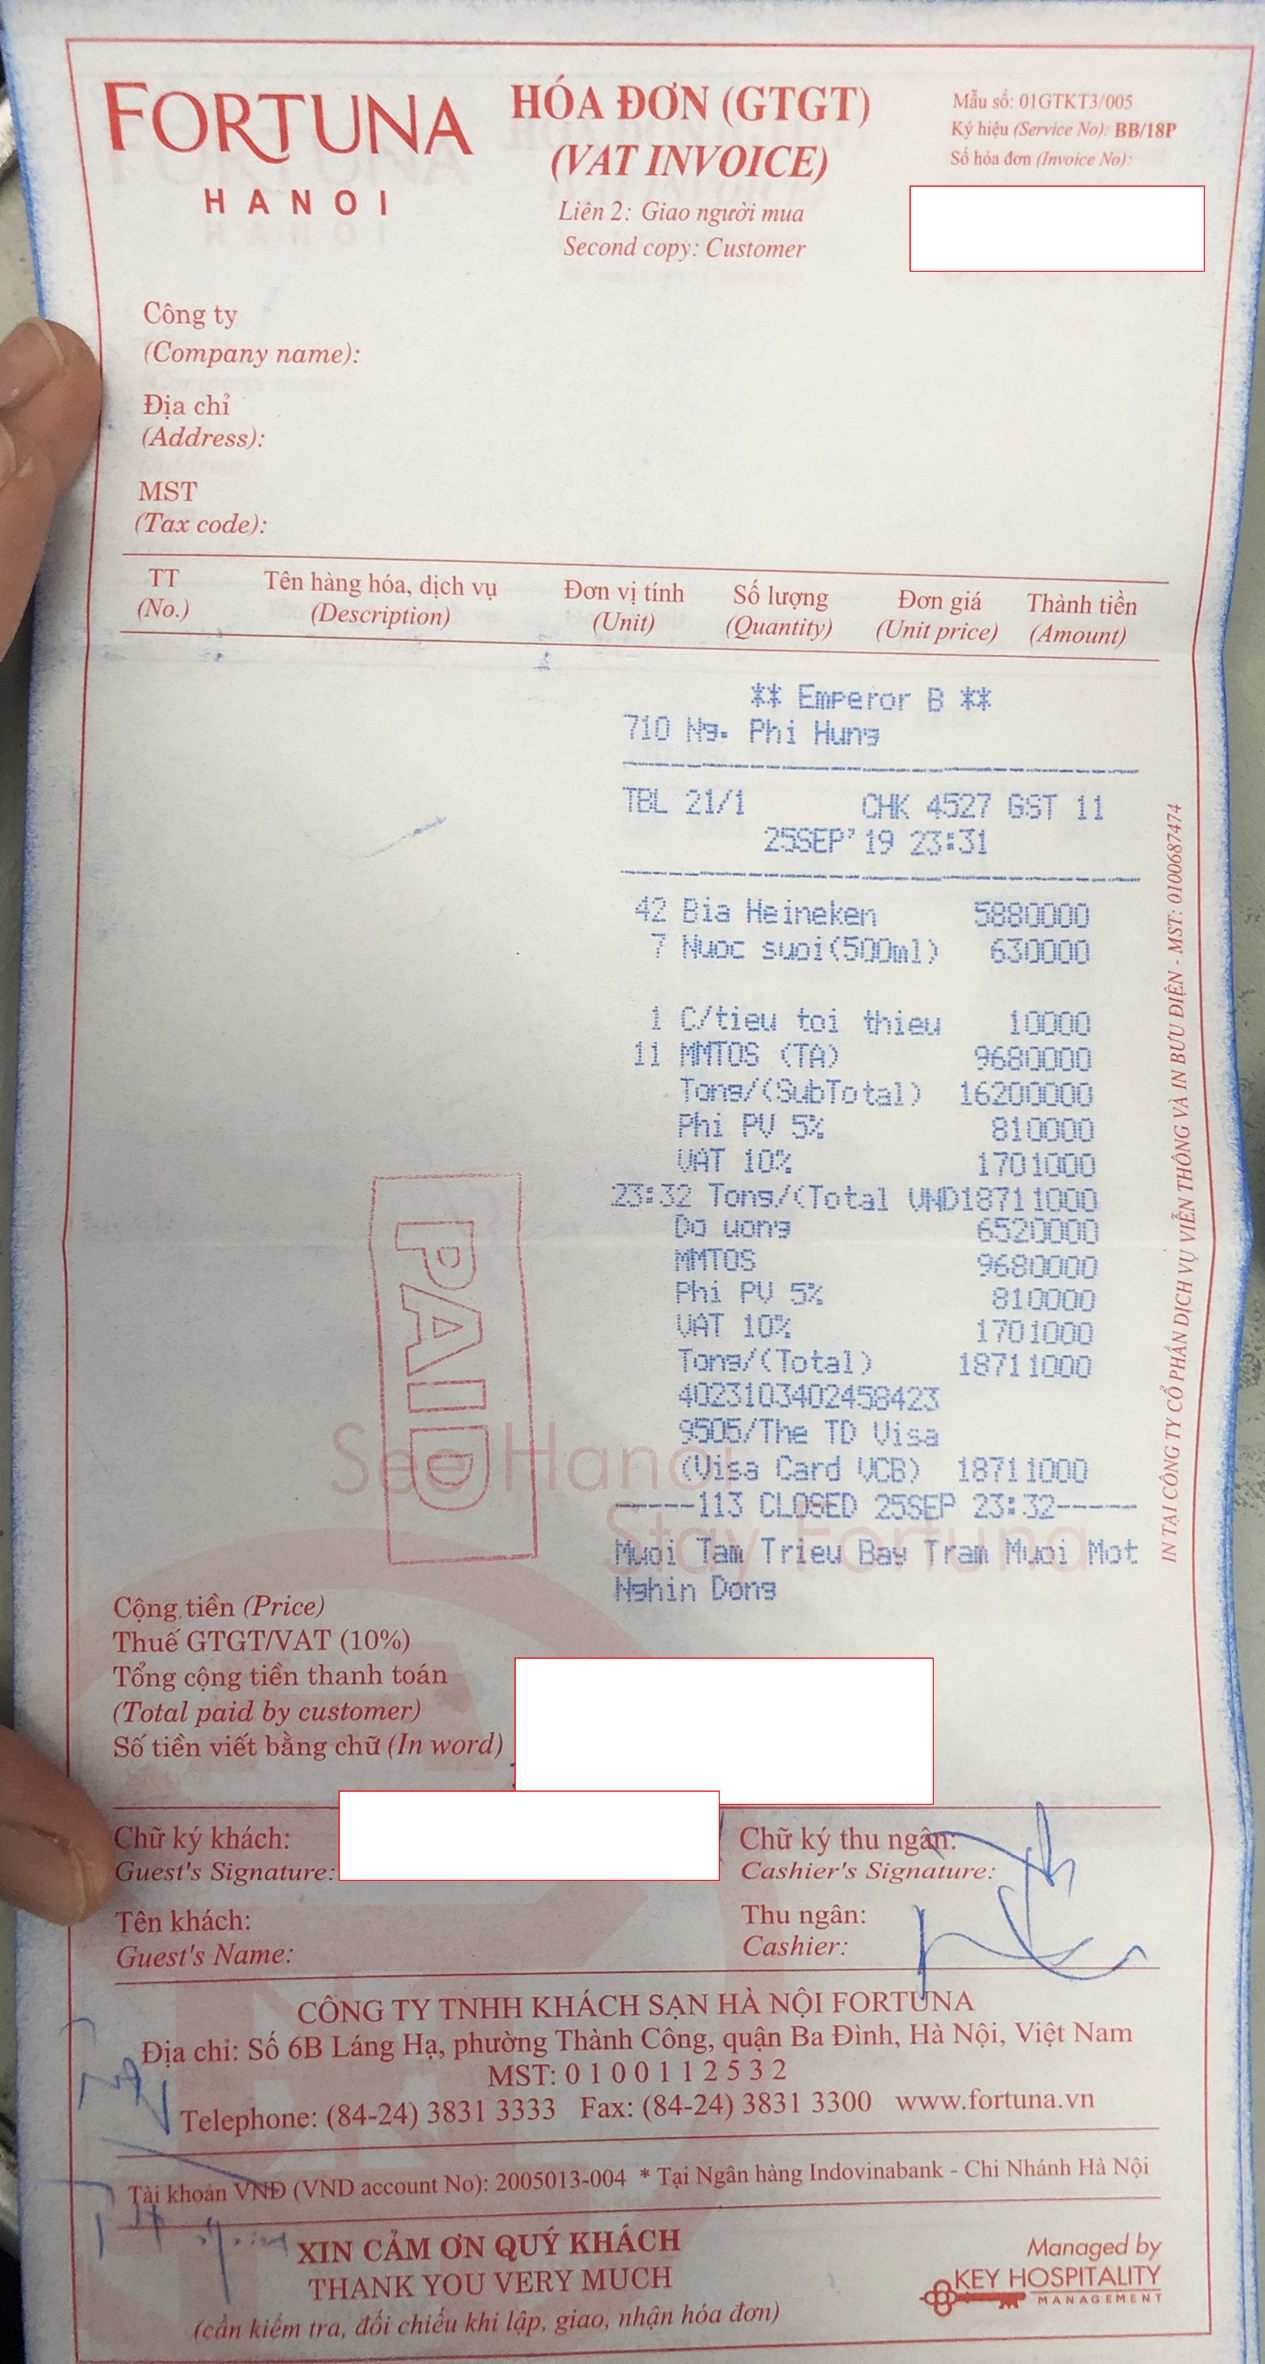 FORTUNA
HANOI
HÓA ĐƠN (GTGT)
(VAT INVOICE)
Liên 2: Giao người mua
Second copy: Customer
Mẫu số: 01GTKT3/005
Ký hiệu (Service No): BB/18P
Số hóa đơn (Invoice No):
Công ty
(Company name):
Địa chỉ
(Address):
MST
(Tax code):
TT Tên hàng hóa, dịch vụ Đơn vị tính Số lượng Đơn giá Thành tiền
(No.) (Description) (Unit) (Quantity) (Unit price) (Amount)
** Emperor B **
710 Ng. Phi Hung
TBL 21/1 CHK 4527 GST 11
25SEP'19 23:31
42 Bia Heineken 5880000
7 Nuoc suoi(500ml) 630000
1 C/tieu toi thieu 10000
11 MMTOS (TA) 9680000
Tong/(SubTotal) 16200000
Phi PV 5% 810000
VAT 10% 1701000
23:32 Tong/(Total VND18711000
Do uong 6520000
MMTOS 9680000
Phi PV 5% 810000
VAT 10% 1701000
Tong/(Total) 18711000
4023103402458423
9505/The TD Visa
(Visa Card VCB) 18711000
-----113 CLOSED 25SEP 23:32-----
Muoi Tam Trieu Bay Tram Muoi Mot
Nghin Dong
PAID
See Hanoi
Stay Fortuna
IN TẠI CÔNG TY CỔ PHẦN DỊCH VỤ VIỄN THÔNG VÀ IN BƯU ĐIỆN - MST: 0100687474
Cộng tiền (Price)
Thuế GTGT/VAT (10%)
Tổng cộng tiền thanh toán
(Total paid by customer)
Số tiền viết bằng chữ (In word)
Chữ ký khách:
Guest's Signature:
Chữ ký thu ngân:
Cashier's Signature:
Tên khách:
Guest's Name:
Thu ngân:
Cashier:
CÔNG TY TNHH KHÁCH SẠN HÀ NỘI FORTUNA
Địa chỉ: Số 6B Láng Hạ, phường Thành Công, quận Ba Đình, Hà Nội, Việt Nam
MST: 0 1 0 0 1 1 2 5 3 2
Telephone: (84-24) 3831 3333 Fax: (84-24) 3831 3300 www.fortuna.vn
Tài khoản VNĐ (VND account No): 2005013-004 * Tại Ngân hàng Indovinabank - Chi Nhánh Hà Nội
XIN CẢM ƠN QUÝ KHÁCH
THANK YOU VERY MUCH
(cần kiểm tra, đối chiếu khi lập, giao, nhận hóa đơn)
Managed by
KEY HOSPITALITY
MANAGEMENT